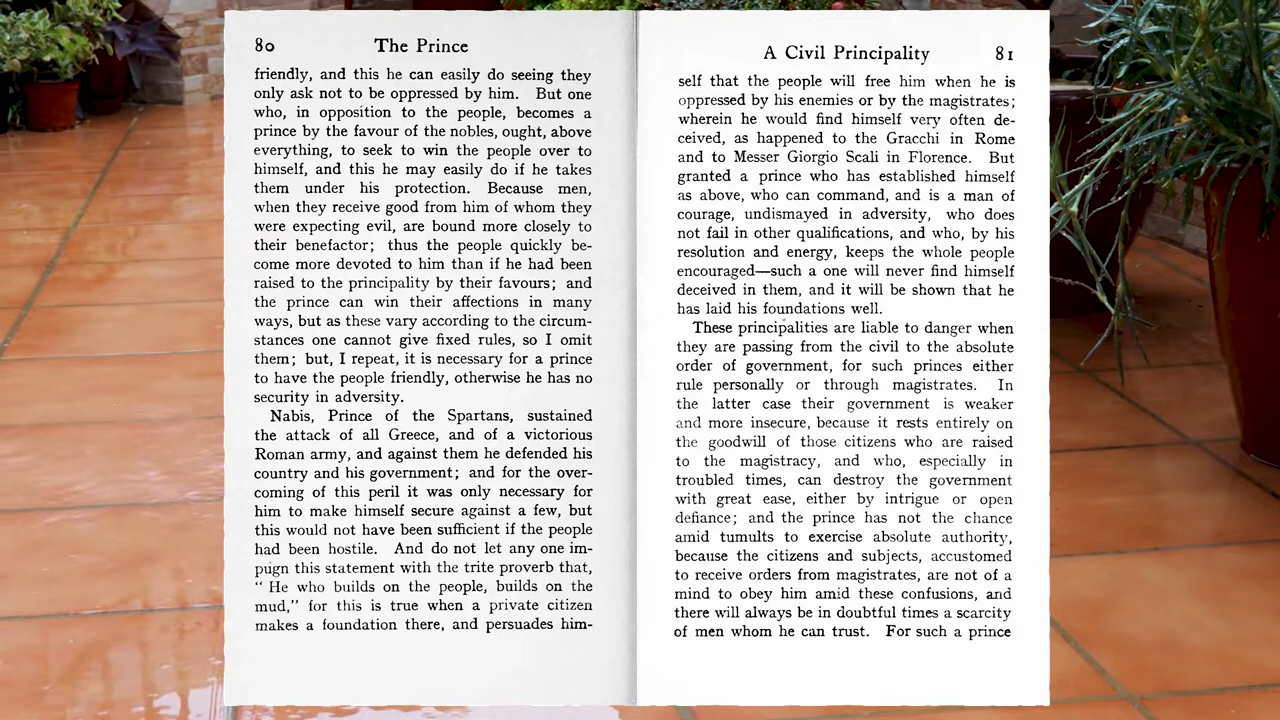 80 The Prince
friendly, and this he can easily do seeing they
only ask not to be oppressed by him. But one
who, in opposition to the people, becomes a
prince by the favour of the nobles, ought, above
everything, to seek to win the people over to
himself, and this he may easily do if he takes
them under his protection. Because men,
when they receive good from him of whom they
were expecting evil, are bound more closely to
their benefactor; thus the people quickly be-
come more devoted to him than if he had been
raised to the principality by their favours; and
the prince can win their affections in many
ways, but as these vary according to the circum-
stances one cannot give fixed rules, so I omit
them; but, I repeat, it is necessary for a prince
to have the people friendly, otherwise he has no
security in adversity.
Nabis, Prince of the Spartans, sustained
the attack of all Greece, and of a victorious
Roman army, and against them he defended his
country and his government; and for the over-
coming of this peril it was only necessary for
him to make himself secure against a few, but
this would not have been sufficient if the people
had been hostile. And do not let any one im-
pugn this statement with the trite proverb that,
“ He who builds on the people, builds on the
mud,” for this is true when a private citizen
makes a foundation there, and persuades him-
A Civil Principality 81
self that the people will free him when he is
oppressed by his enemies or by the magistrates;
wherein he would find himself very often de-
ceived, as happened to the Gracchi in Rome
and to Messer Giorgio Scali in Florence. But
granted a prince who has established himself
as above, who can command, and is a man of
courage, undismayed in adversity, who does
not fail in other qualifications, and who, by his
resolution and energy, keeps the whole people
encouraged—such a one will never find himself
deceived in them, and it will be shown that he
has laid his foundations well.
These principalities are liable to danger when
they are passing from the civil to the absolute
order of government, for such princes either
rule personally or through magistrates. In
the latter case their government is weaker
and more insecure, because it rests entirely on
the goodwill of those citizens who are raised
to the magistracy, and who, especially in
troubled times, can destroy the government
with great ease, either by intrigue or open
defiance; and the prince has not the chance
amid tumults to exercise absolute authority,
because the citizens and subjects, accustomed
to receive orders from magistrates, are not of a
mind to obey him amid these confusions, and
there will always be in doubtful times a scarcity
of men whom he can trust. For such a prince